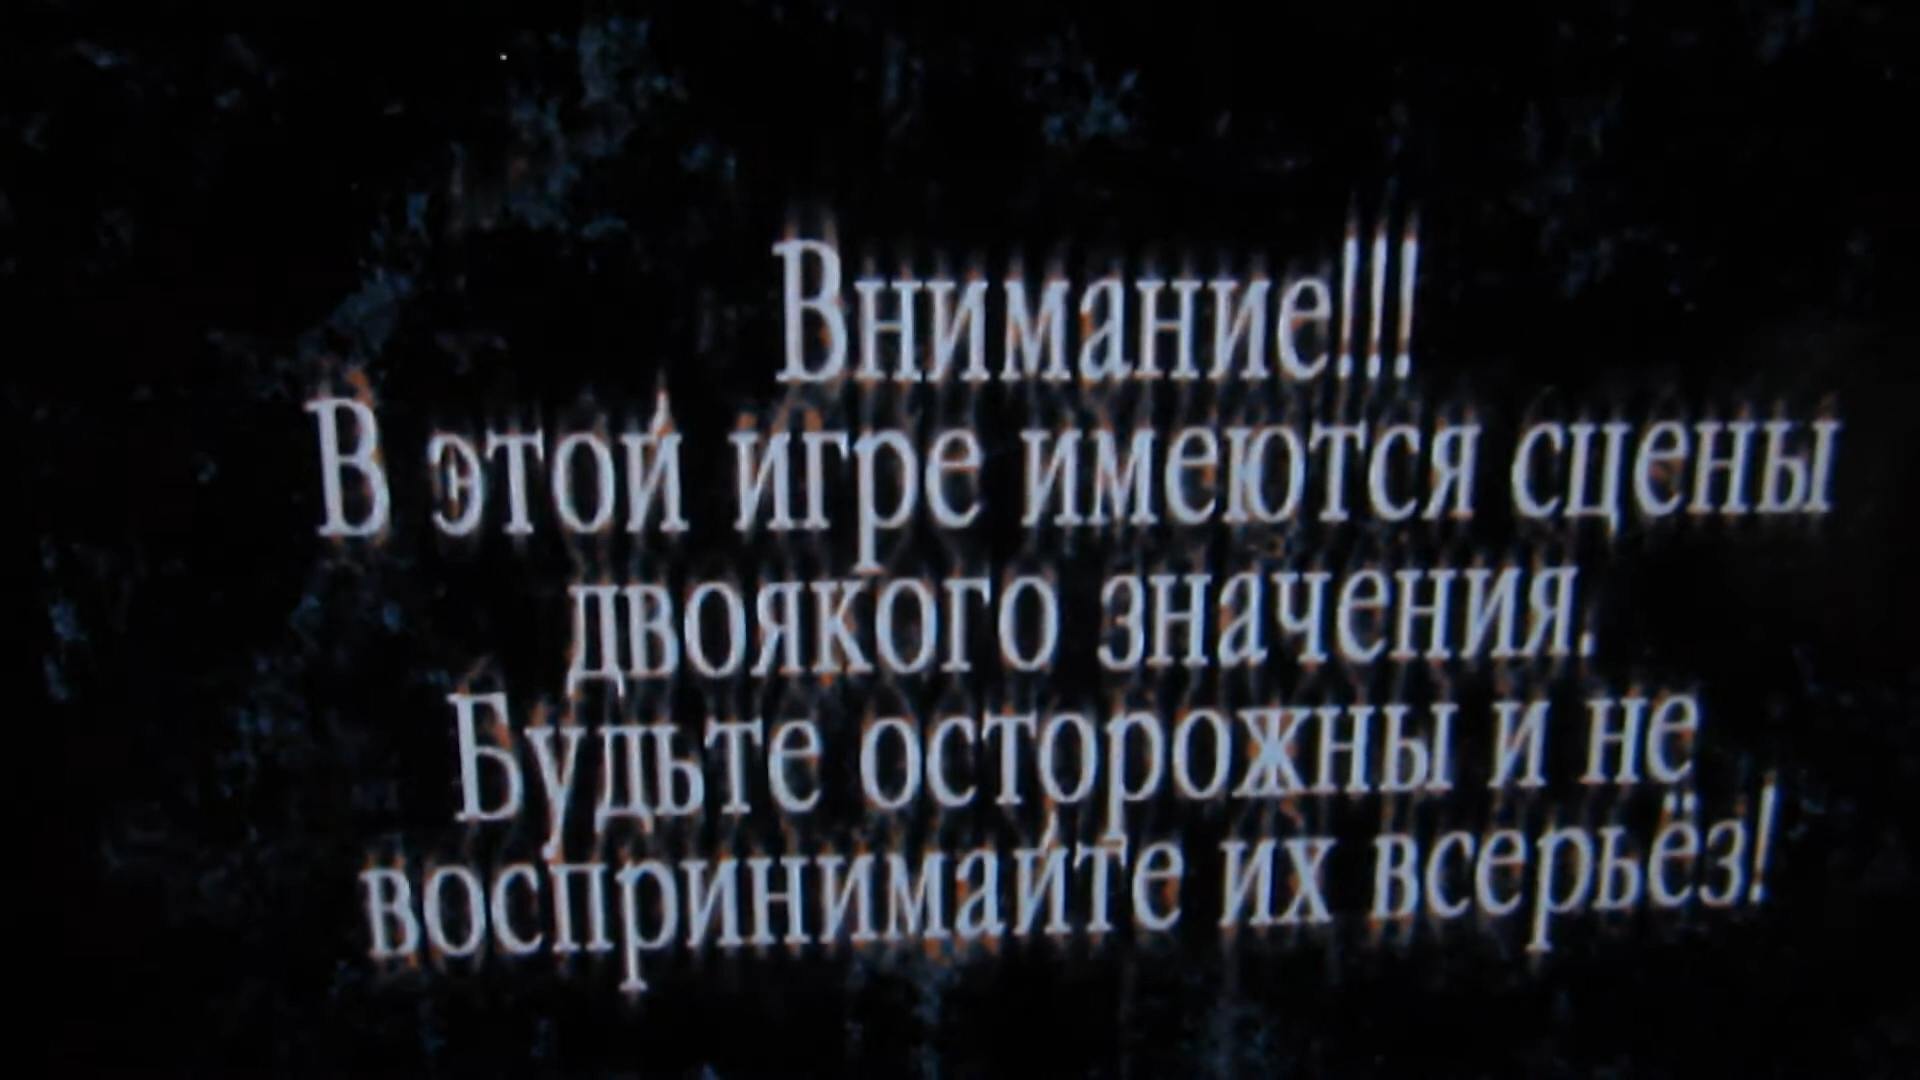 Внимание!!!
В этой игре имеются сцены
двоякого значения.
Будьте осторожны и не
воспринимайте их всерьёз!